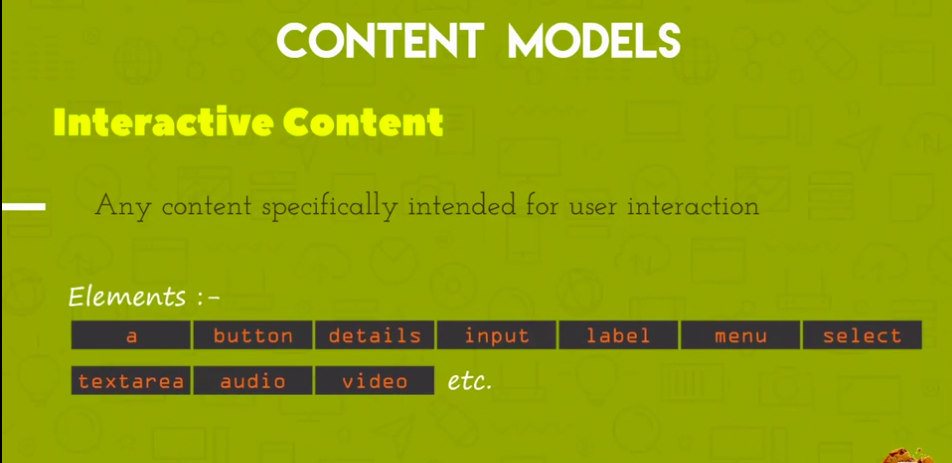 CONTENT MODELS
Interactive Content
Any content specifically intended for user interaction
Elements :-
a button details input label menu select
textarea audio video etc.